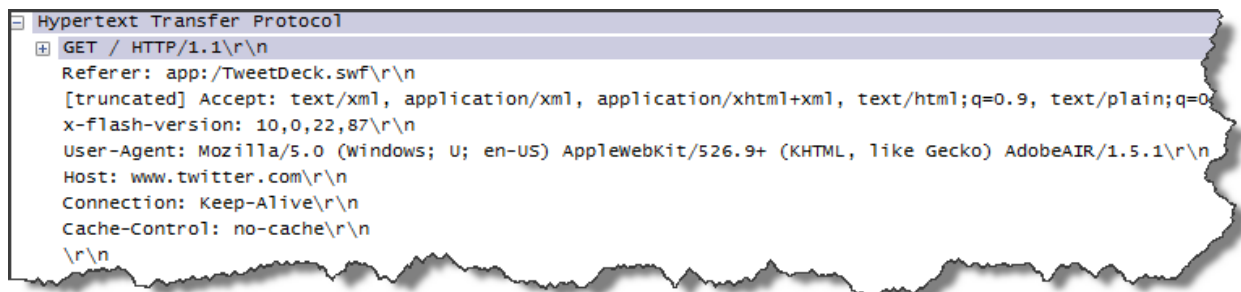 Hypertext Transfer Protocol
GET / HTTP/1.1\r\n
Referer: app:/TweetDeck.swf\r\n
[truncated] Accept: text/xml, application/xml, application/xhtml+xml, text/html;q=0.9, text/plain;q=0
x-flash-version: 10,0,22,87\r\n
User-Agent: Mozilla/5.0 (Windows; U; en-US) AppleWebKit/526.9+ (KHTML, like Gecko) AdobeAIR/1.5.1\r\n
Host: www.twitter.com\r\n
Connection: Keep-Alive\r\n
Cache-Control: no-cache\r\n
\r\n